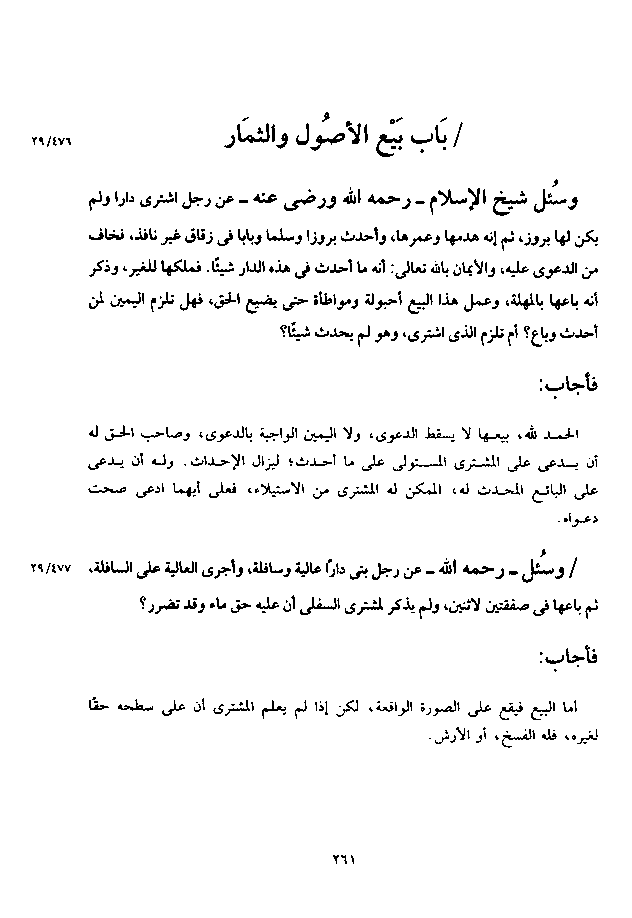 / بَاب بَيْع الأصُول والثمَار ٢٩/٤٧٦
وسُئل شيخ الإسلام ـ رحمه الله ورضى عنه ـ عن رجل اشترى دارا ولم
يكن لها بروز، ثم إنه هدمها وعمرها، وأحدث بروزا وسلما وبابا فى زقاق غير نافذ، فخاف
من الدعوى عليه، والأيمان بالله تعالى: أنه ما أحدث فى هذه الدار شيئًا. فملكها للغير، وذكر
أنه باعها بالمهلة، وعمل هذا البيع أحبولة ومواطأة حتى يضيع الحق، فهل تلزم اليمين لمن
أحدث وباع؟ أم تلزم الذى اشترى، وهو لم يحدث شيئًا؟
فأجاب:
الحمد لله، بيعها لا يسقط الدعوى، ولا اليمين الواجبة بالدعوى، وصاحب الحق له
أن يدعى على المشترى المستولى على ما أحدث؛ ليزال الإحداث. وله أن يدعى
على البائع المحدث له، الممكن له المشترى من الاستيلاء، فعلى أيهما ادعى صحت
دعواه.
/ وسُئل ـ رحمه الله ـ عن رجل بنى دارًا عالية وسافلة، وأجرى العالية على السافلة، ٢٩/٤٧٧
ثم باعها فى صفقتين لاثنين، ولم يذكر لمشترى السفلى أن عليه حق ماء وقد تضرر؟
فأجاب:
أما البيع فيقع على الصورة الواقعة، لكن إذا لم يعلم المشترى أن على سطحه حقًا
لغيره، فله الفسخ، أو الأرش.
٢٦١